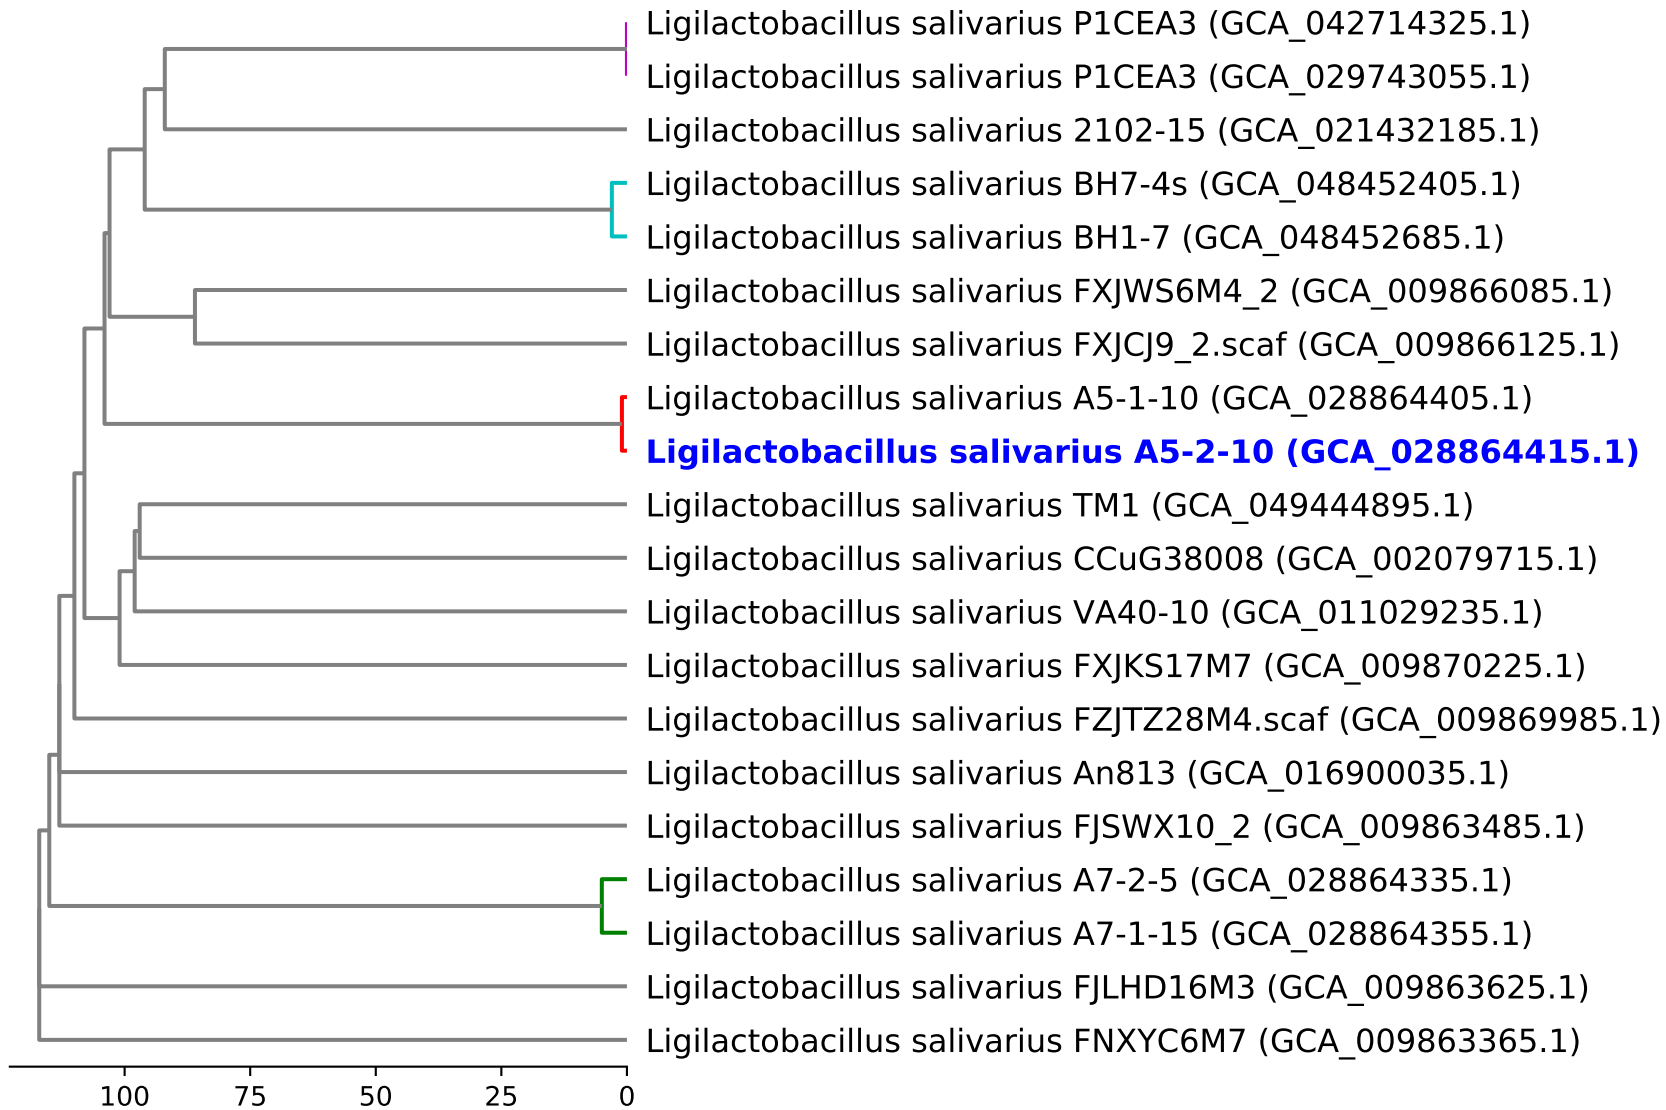 Ligilactobacillus salivarius P1CEA3 (GCA_042714325.1)
Ligilactobacillus salivarius P1CEA3 (GCA_029743055.1)
Ligilactobacillus salivarius 2102-15 (GCA_021432185.1)
Ligilactobacillus salivarius BH7-4s (GCA_048452405.1)
Ligilactobacillus salivarius BH1-7 (GCA_048452685.1)
Ligilactobacillus salivarius FXJWS6M4_2 (GCA_009866085.1)
Ligilactobacillus salivarius FXJCJ9_2.scaf (GCA_009866125.1)
Ligilactobacillus salivarius A5-1-10 (GCA_028864405.1)
Ligilactobacillus salivarius A5-2-10 (GCA_028864415.1)
Ligilactobacillus salivarius TM1 (GCA_049444895.1)
Ligilactobacillus salivarius CCuG38008 (GCA_002079715.1)
Ligilactobacillus salivarius VA40-10 (GCA_011029235.1)
Ligilactobacillus salivarius FXJKS17M7 (GCA_009870225.1)
Ligilactobacillus salivarius FZJTZ28M4.scaf (GCA_009869985.1)
Ligilactobacillus salivarius An813 (GCA_016900035.1)
Ligilactobacillus salivarius FJSWX10_2 (GCA_009863485.1)
Ligilactobacillus salivarius A7-2-5 (GCA_028864335.1)
Ligilactobacillus salivarius A7-1-15 (GCA_028864355.1)
Ligilactobacillus salivarius FJLHD16M3 (GCA_009863625.1)
Ligilactobacillus salivarius FNXYC6M7 (GCA_009863365.1)
100 75 50 25 0